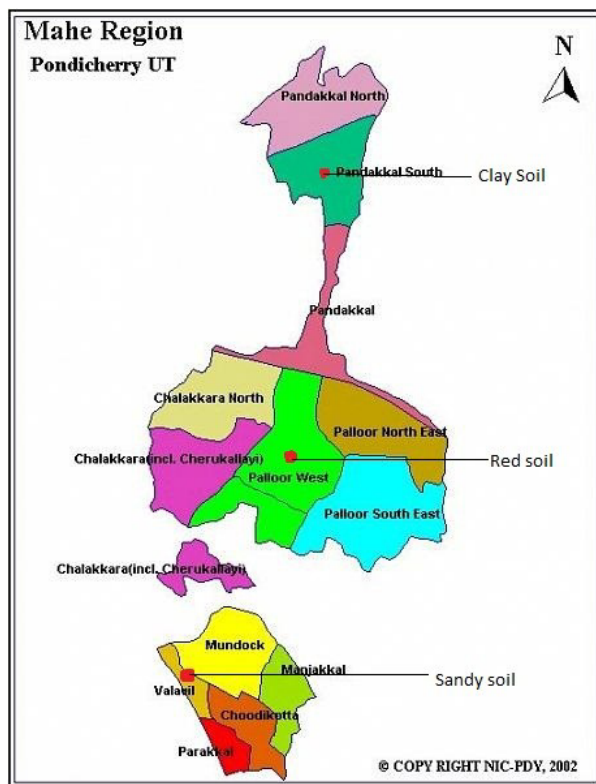 Mahe Region
Pondicherry UT
N
Pandakkal North
Pandakkal South
Clay Soil
Pandakkal
Chalakkara North
Palloor North East
Chalakkara(incl. Cherukallayi)
Red soil
Palloor West
Palloor South East
Chalakkara(incl. Cherukallayi)
Mundock
Manjakkal
Sandy soil
Valavil
Choodikotta
Parakkal
© COPY RIGHT NIC-PDY, 2002